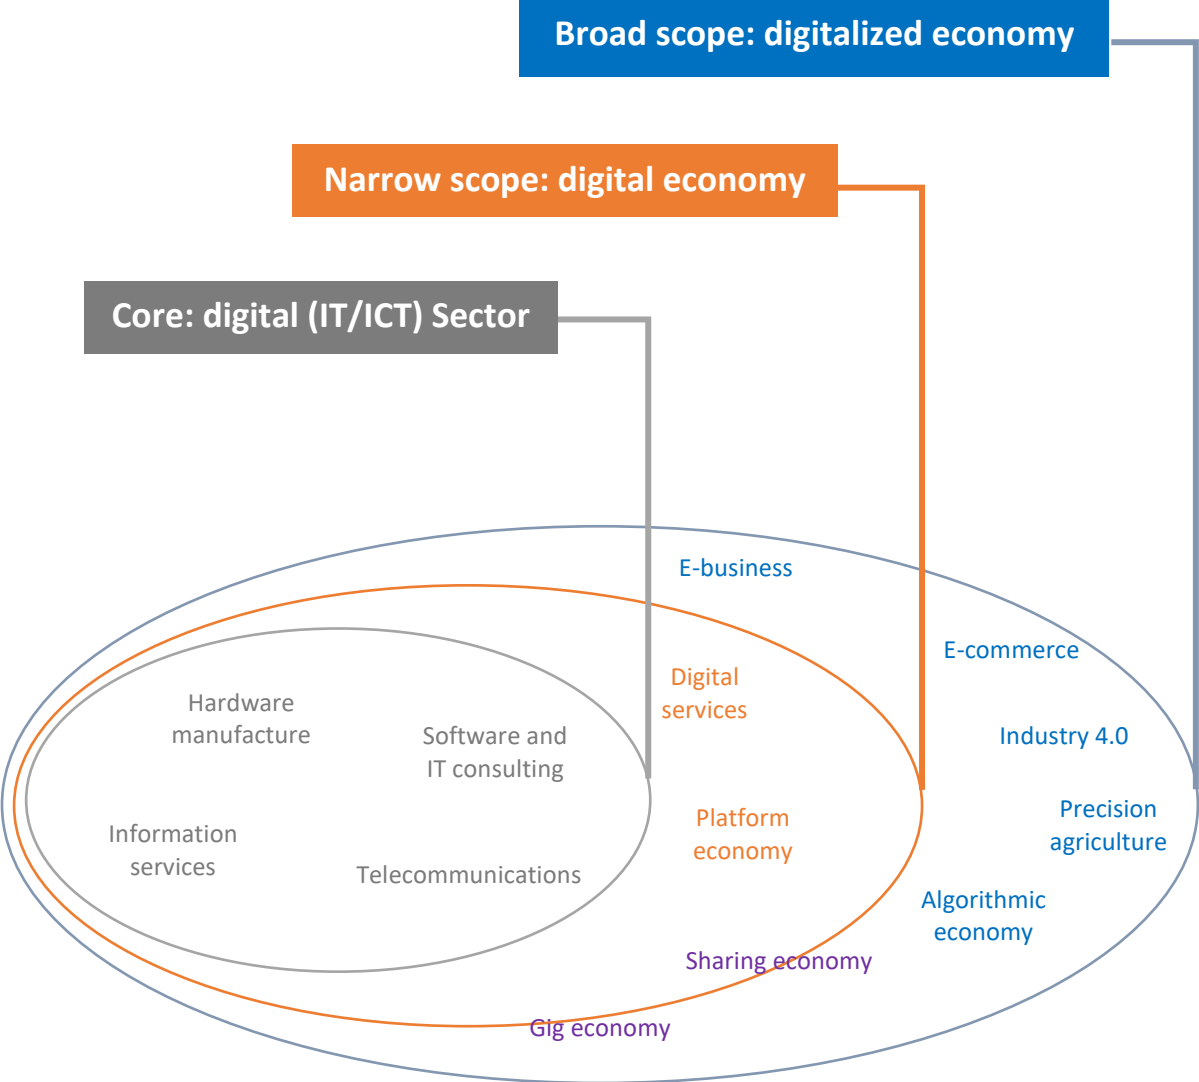 Broad scope: digitalized economy
Narrow scope: digital economy
Core: digital (IT/ICT) Sector
E-business
E-commerce
Digital
services
Hardware
manufacture
Software and
IT consulting
Industry 4.0
Platform
economy
Precision
agriculture
Information
services
Telecommunications
Algorithmic
economy
Sharing economy
Gig economy